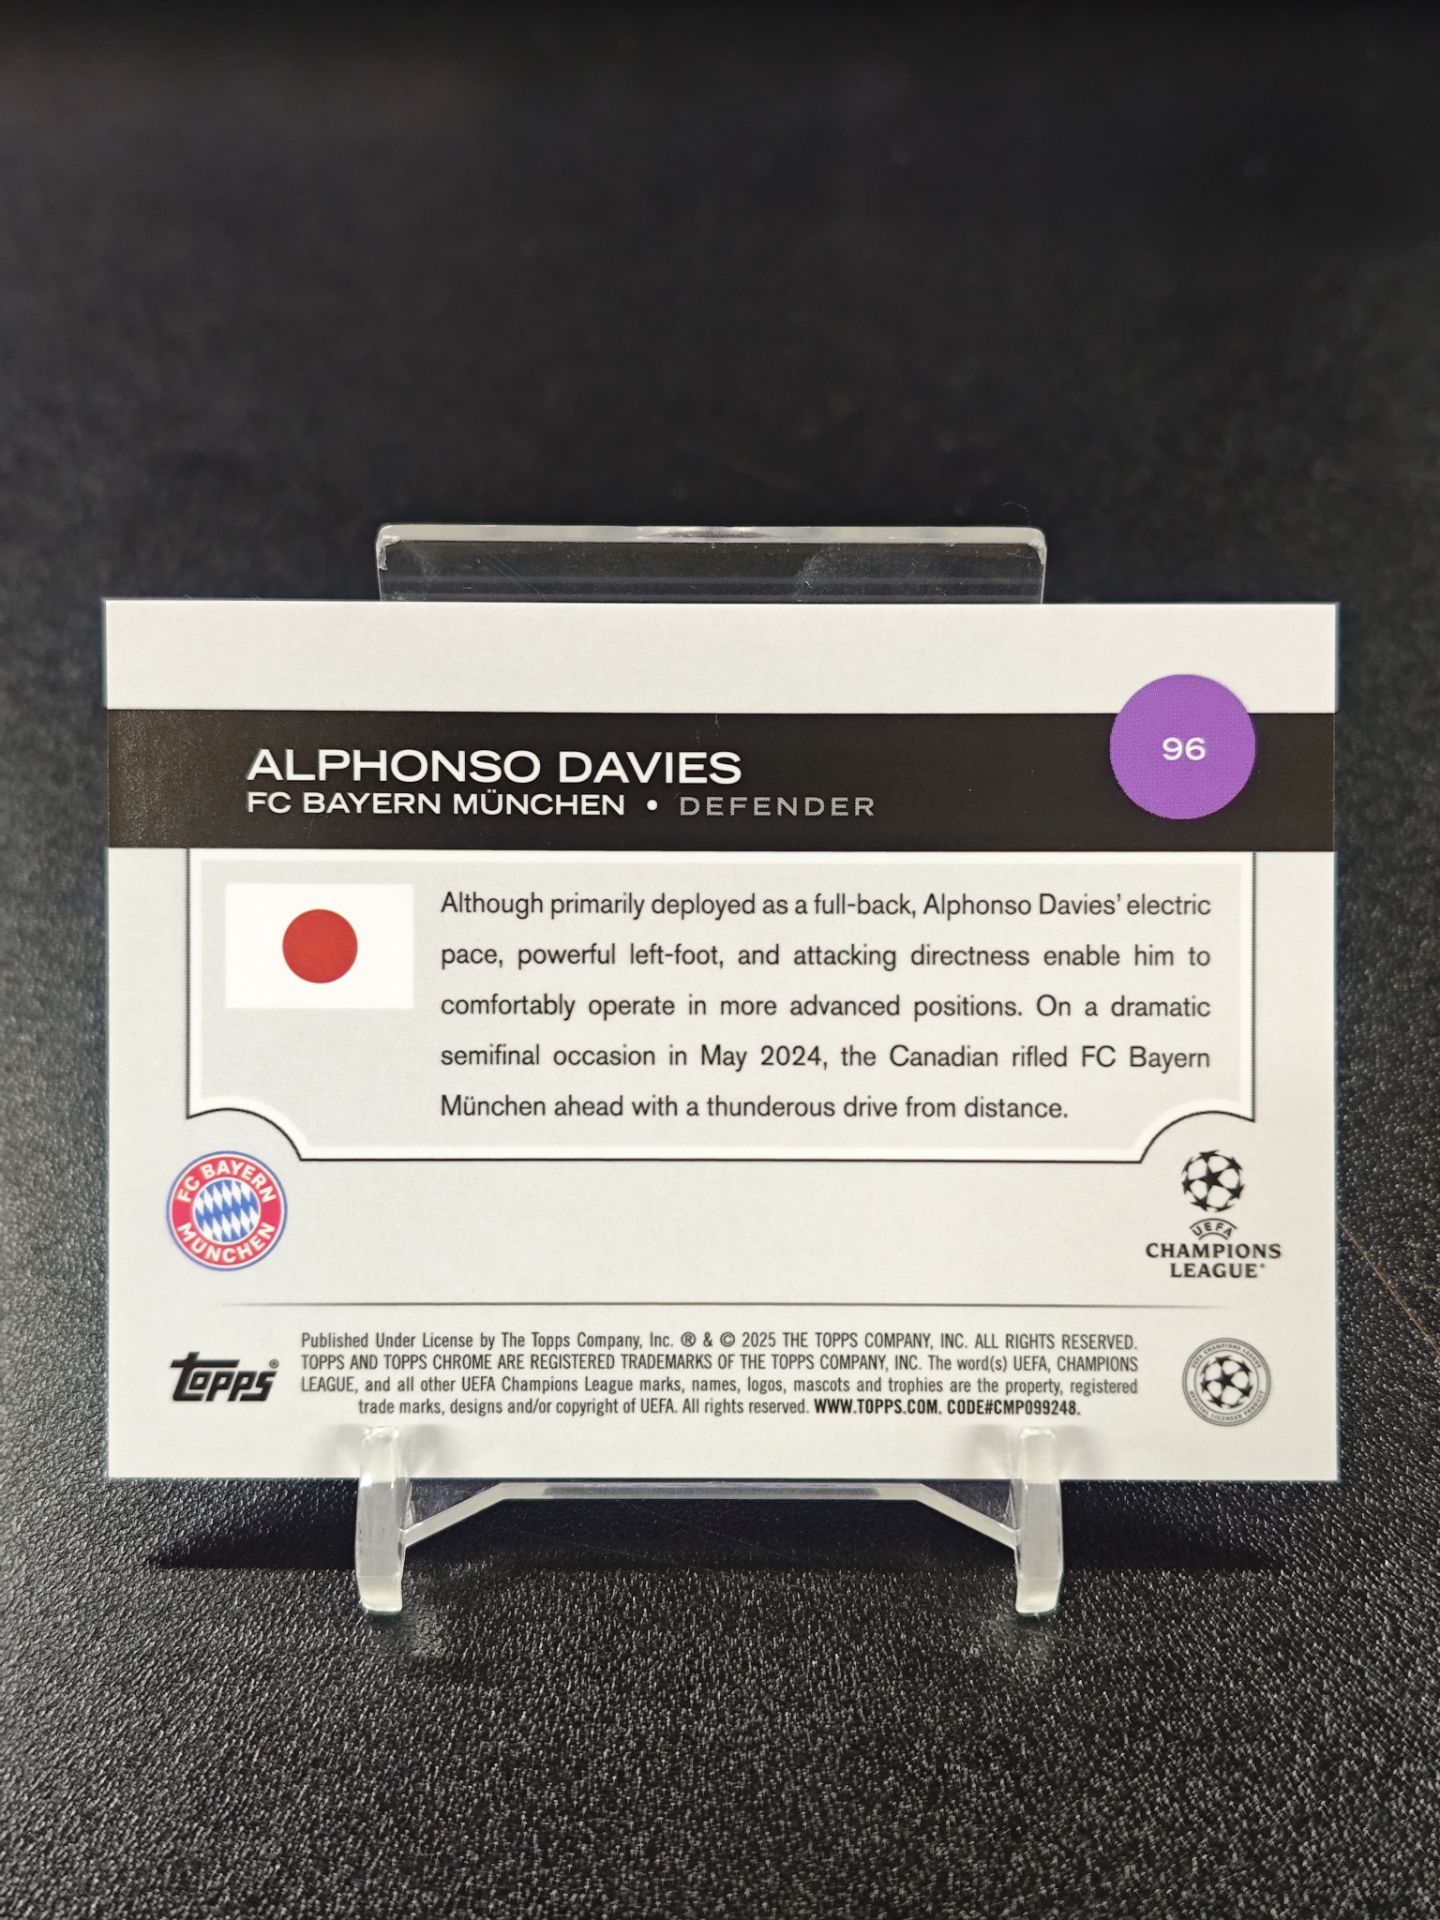 ALPHONSO DAVIES
FC BAYERN MÜNCHEN • DEFENDER
96
Although primarily deployed as a full-back, Alphonso Davies' electric
pace, powerful left-foot, and attacking directness enable him to
comfortably operate in more advanced positions. On a dramatic
semifinal occasion in May 2024, the Canadian rifled FC Bayern
München ahead with a thunderous drive from distance.
FC BAYERN
MÜNCHEN
UEFA
CHAMPIONS
LEAGUE®
Topps®
Published Under License by The Topps Company, Inc. ® & © 2025 THE TOPPS COMPANY, INC. ALL RIGHTS RESERVED.
TOPPS AND TOPPS CHROME ARE REGISTERED TRADEMARKS OF THE TOPPS COMPANY, INC. The word(s) UEFA, CHAMPIONS
LEAGUE, and all other UEFA Champions League marks, names, logos, mascots and trophies are the property, registered
trade marks, designs and/or copyright of UEFA. All rights reserved. WWW.TOPPS.COM. CODE#CMP099248.
UEFA CHAMPIONS LEAGUE
OFFICIAL LICENSED PRODUCT